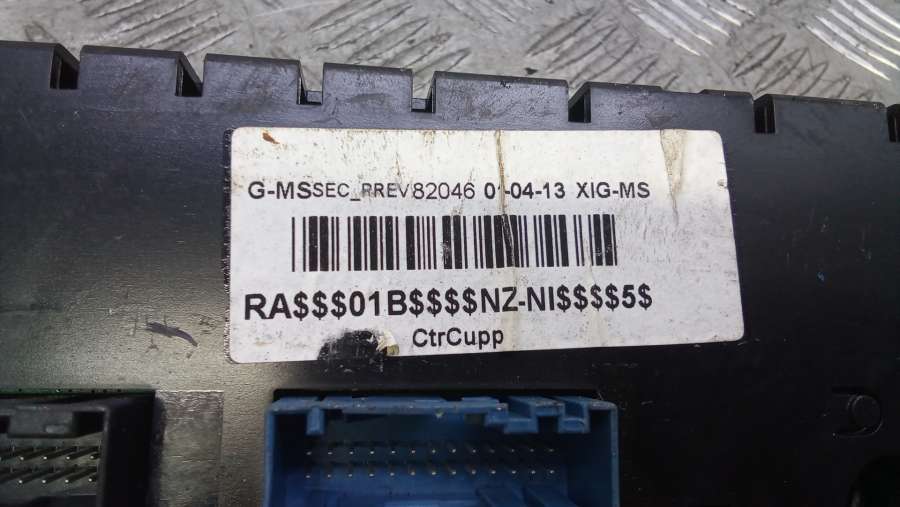 G-MSSEC_RREV82046 01-04-13 XIG-MS
RA$$$01B$$$$NZ-NI$$$$5$
CtrCupp